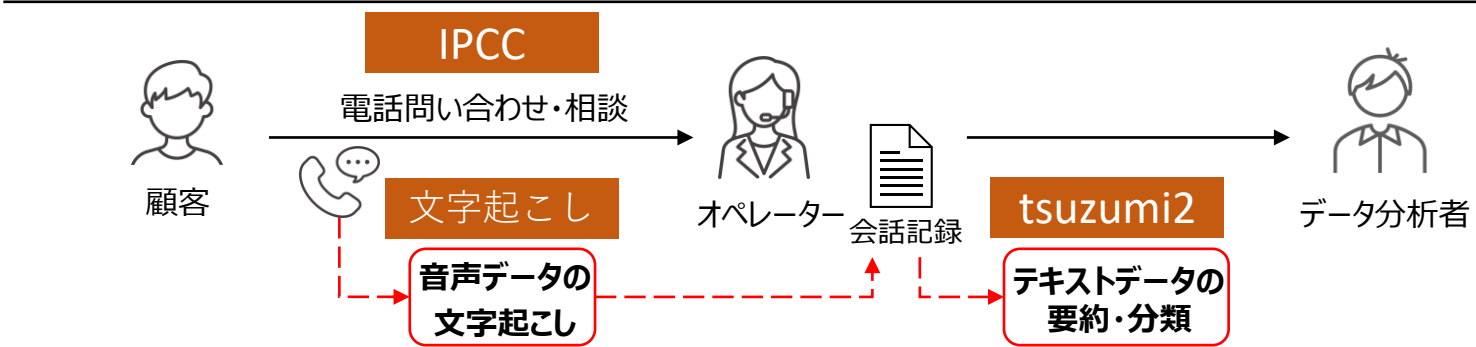 IPCC
電話問い合わせ・相談
顧客
文字起こし
オペレーター
会話記録
tsuzumi2
データ分析者
音声データの
文字起こし
テキストデータの
要約・分類